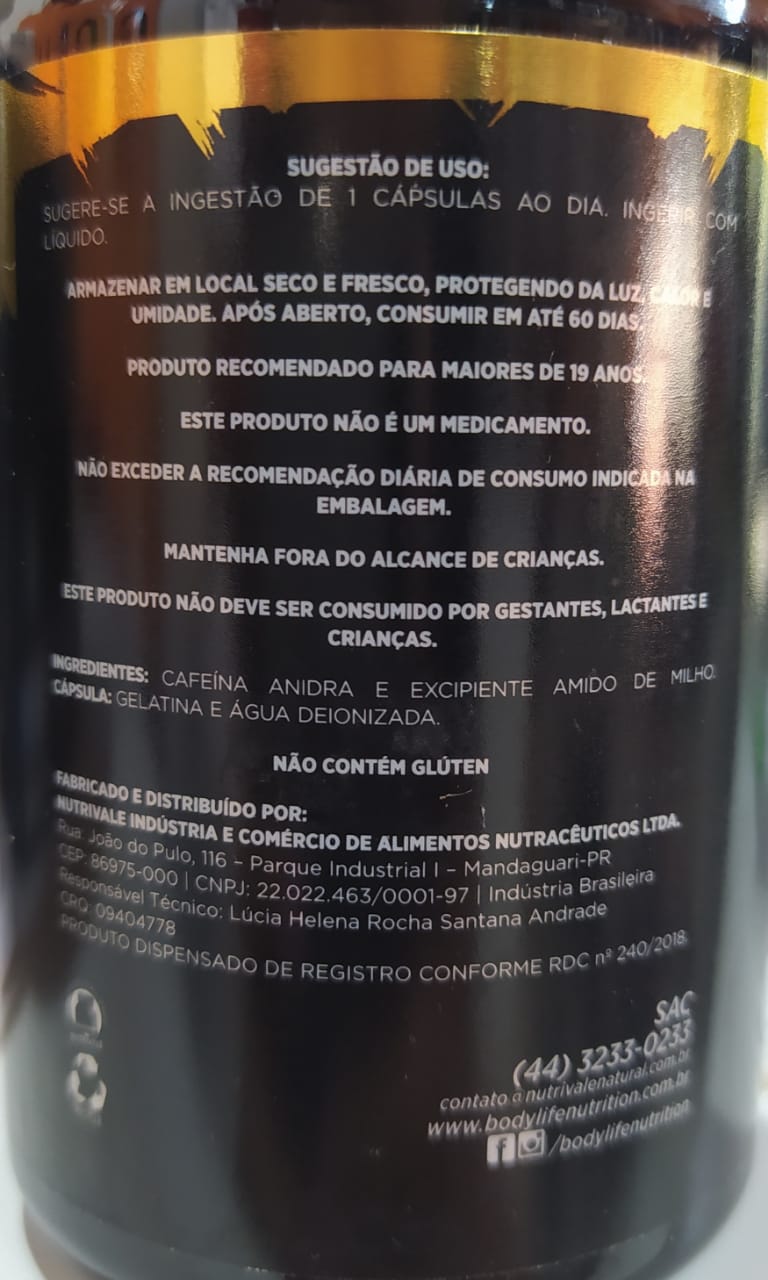 SUGESTÃO DE USO:
SUGERE-SE A INGESTÃO DE 1 CÁPSULAS AO DIA. INGERIR COM
LÍQUIDO.
ARMAZENAR EM LOCAL SECO E FRESCO, PROTEGENDO DA LUZ, CALOR E
UMIDADE. APÓS ABERTO, CONSUMIR EM ATÉ 60 DIAS.
PRODUTO RECOMENDADO PARA MAIORES DE 19 ANOS.
ESTE PRODUTO NÃO É UM MEDICAMENTO.
NÃO EXCEDER A RECOMENDAÇÃO DIÁRIA DE CONSUMO INDICADA NA
EMBALAGEM.
MANTENHA FORA DO ALCANCE DE CRIANÇAS.
ESTE PRODUTO NÃO DEVE SER CONSUMIDO POR GESTANTES, LACTANTES E
CRIANÇAS.
INGREDIENTES: CAFEÍNA ANIDRA E EXCIPIENTE AMIDO DE MILHO.
CÁPSULA: GELATINA E ÁGUA DEIONIZADA.
NÃO CONTÉM GLÚTEN
FABRICADO E DISTRIBUÍDO POR:
NUTRIVALE INDÚSTRIA E COMÉRCIO DE ALIMENTOS NUTRACÊUTICOS LTDA.
Rua: João do Pulo, 116 – Parque Industrial I – Mandaguari-PR
CEP: 86975-000 | CNPJ: 22.022.463/0001-97 | Indústria Brasileira
Responsável Técnico: Lúcia Helena Rocha Santana Andrade
CRQ: 09404778
PRODUTO DISPENSADO DE REGISTRO CONFORME RDC nº 240/2018.
SAC
(44) 3233-0233
contato a nutrivalenatural.com.br
www.bodylifenutrition.com.br
/bodylifenutrition